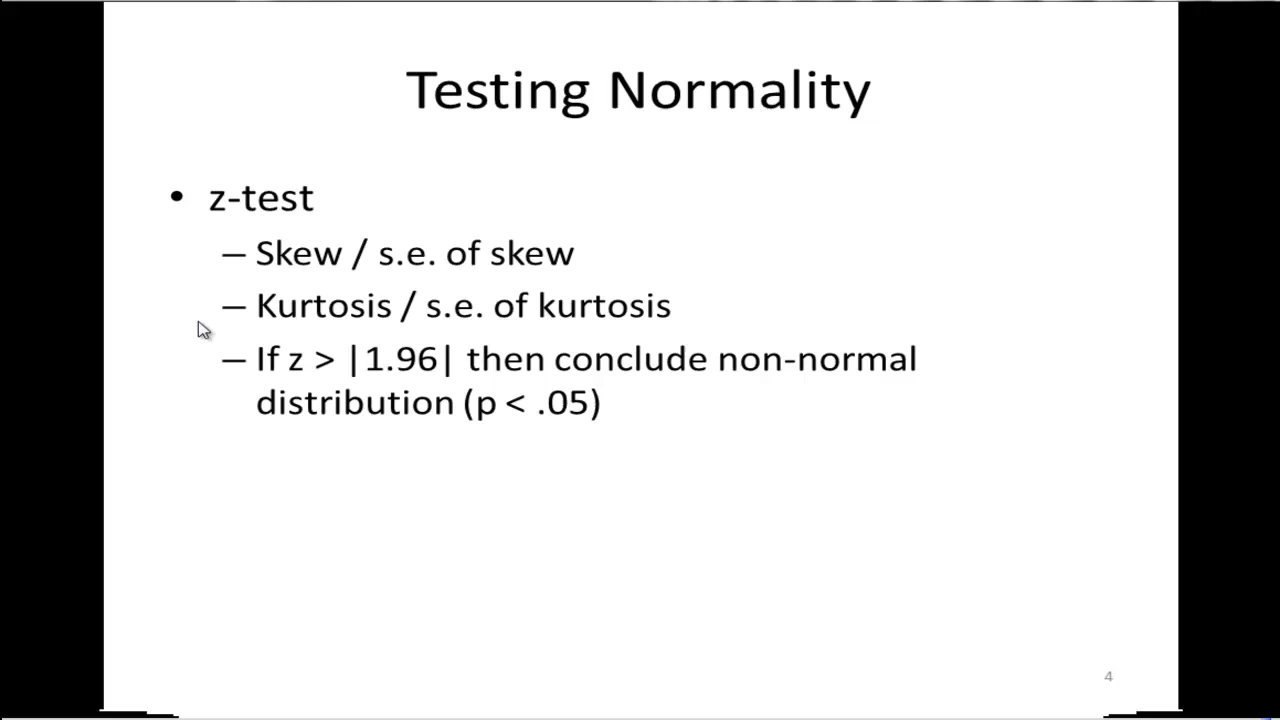 Testing Normality
• z-test
– Skew / s.e. of skew
– Kurtosis / s.e. of kurtosis
– If z > |1.96| then conclude non-normal
distribution (p < .05)
4